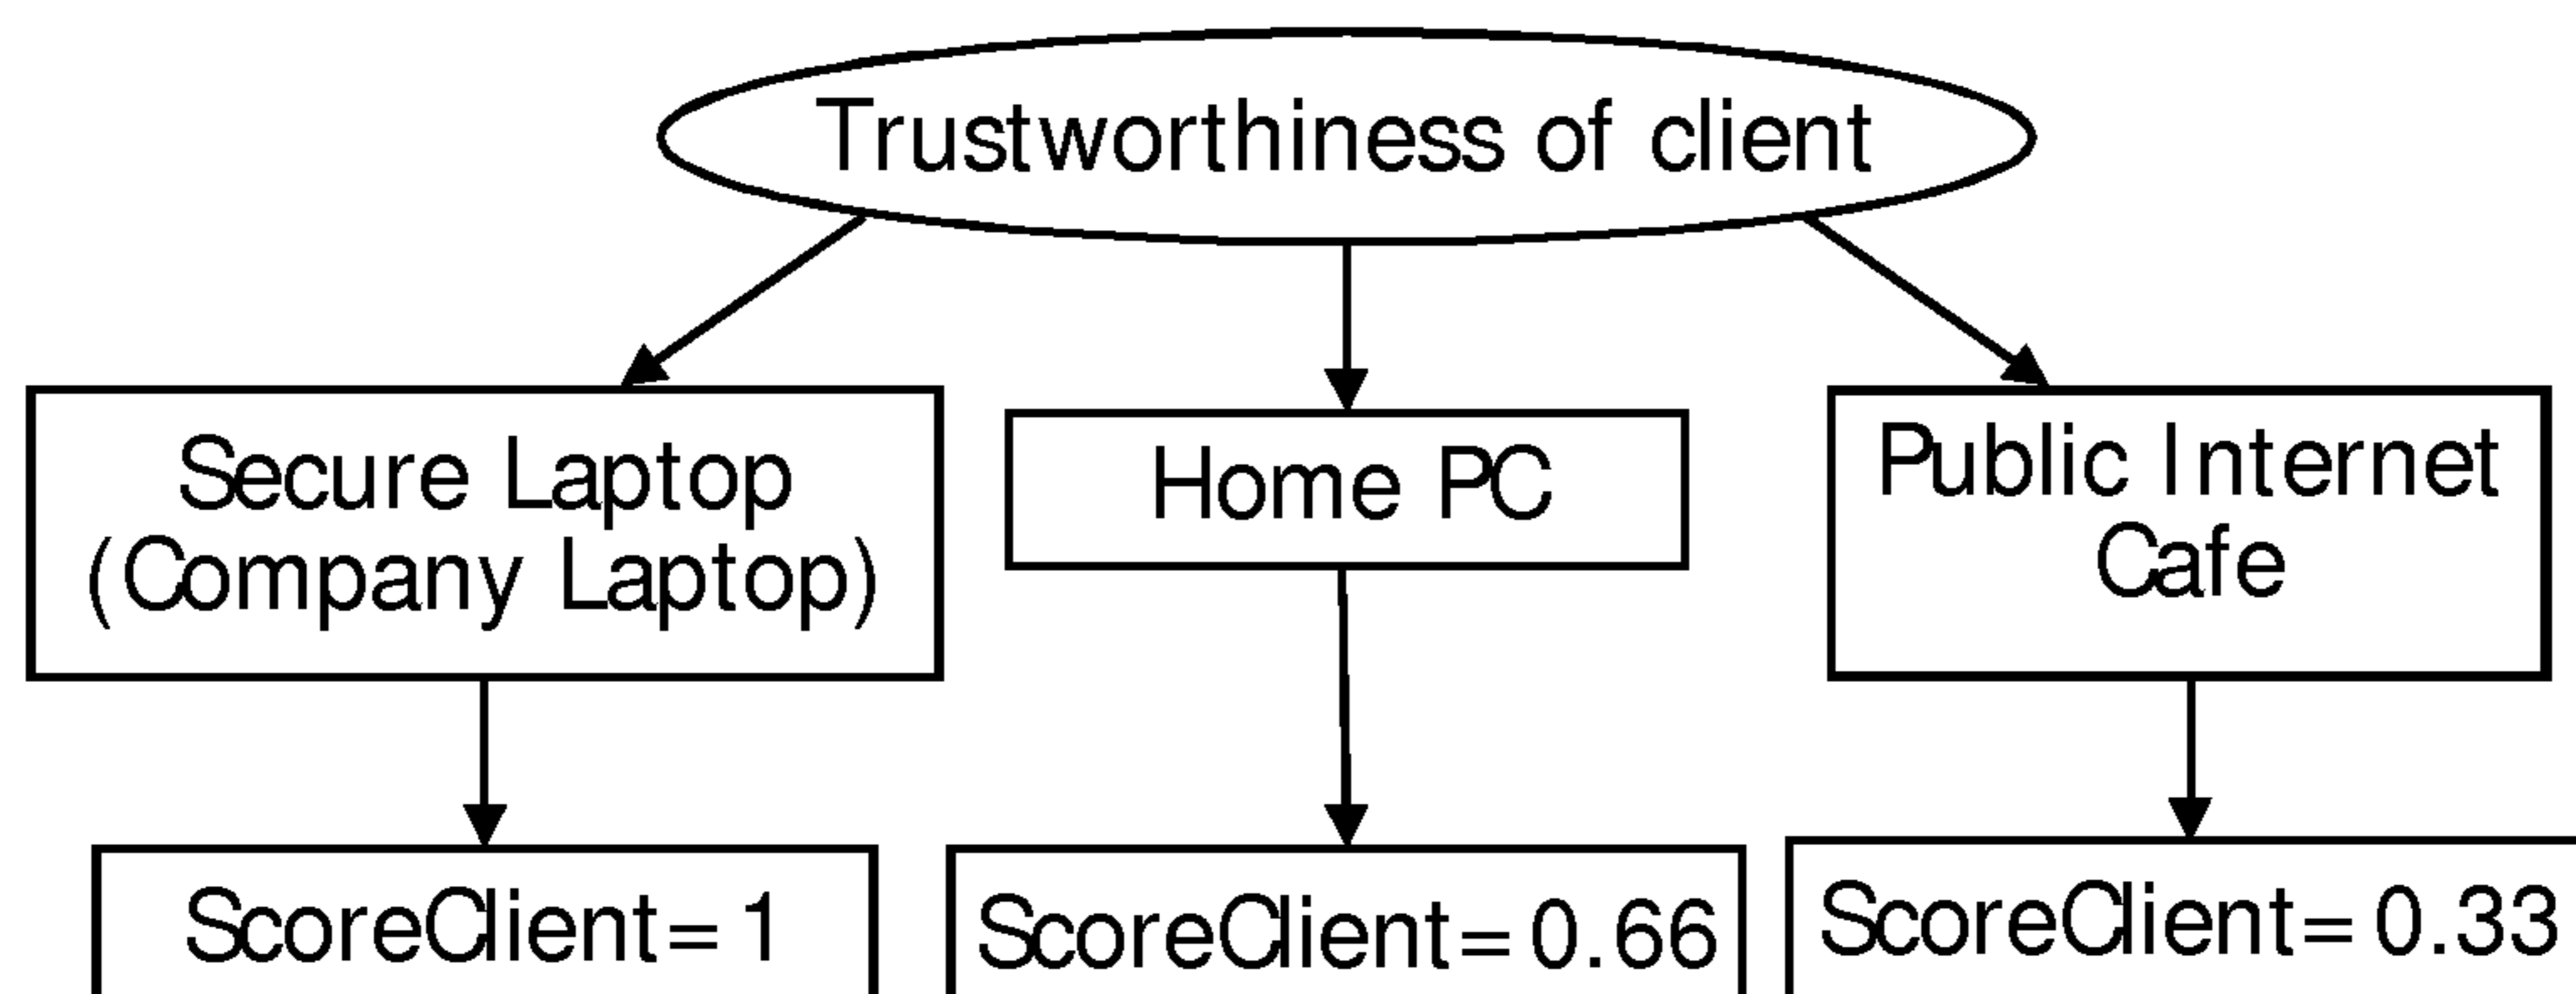 Trustworthiness of client
Secure Laptop
(Company Laptop)
Home PC
Public Internet
Cafe
ScoreClient= 1
ScoreClient= 0.66
ScoreClient= 0.33